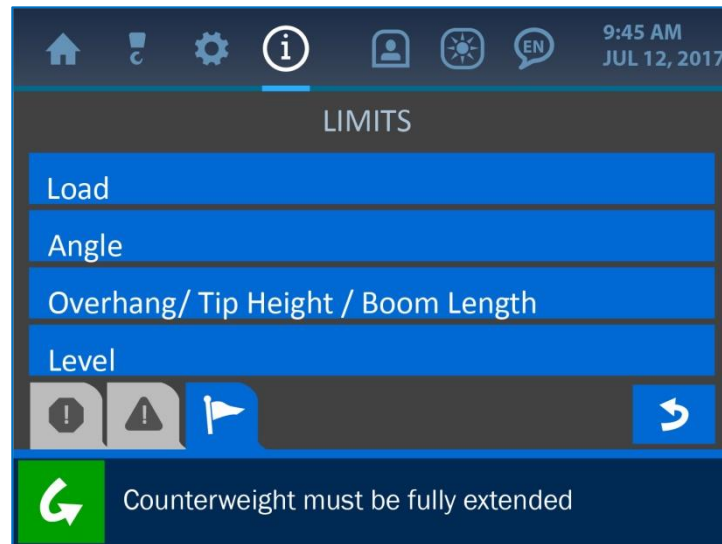 i
EN
9:45 AM
JUL 12, 2017
LIMITS
Load
Angle
Overhang/ Tip Height / Boom Length
Level
!
!
Counterweight must be fully extended